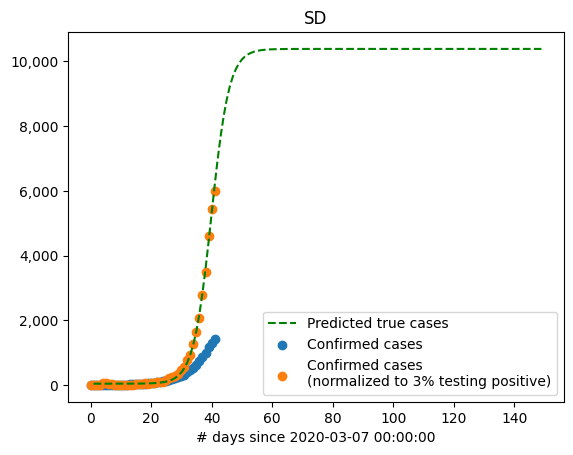 SD
10,000
8,000
6,000
4,000
2,000
0
0 20 40 60 80 100 120 140
# days since 2020-03-07 00:00:00
Predicted true cases
Confirmed cases
Confirmed cases
(normalized to 3% testing positive)